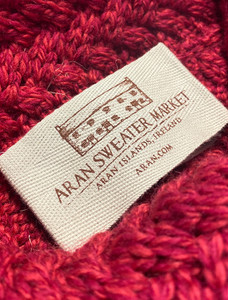 ARAN SWEATER MARKET
ARAN ISLANDS, IRELAND
ARAN.COM